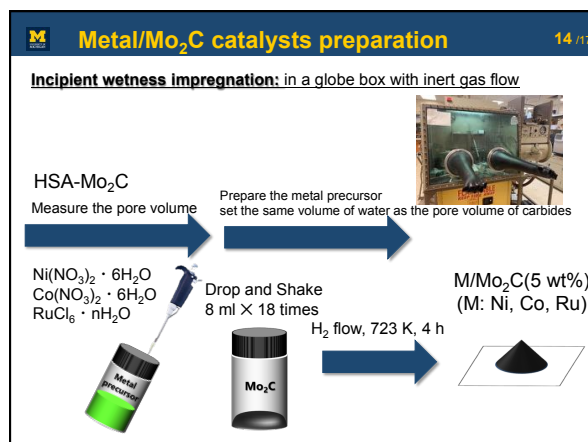 Metal/Mo₂C catalysts preparation
14 /17
Incipient wetness impregnation: in a globe box with inert gas flow
HSA-Mo₂C
Measure the pore volume
Prepare the metal precursor
set the same volume of water as the pore volume of carbides
Ni(NO₃)₂・6H₂O
Co(NO₃)₂・6H₂O
RuCl₆・nH₂O
Drop and Shake
8 ml × 18 times
H₂ flow, 723 K, 4 h
M/Mo₂C(5 wt%)
(M: Ni, Co, Ru)
Metal
precursor
Mo₂C